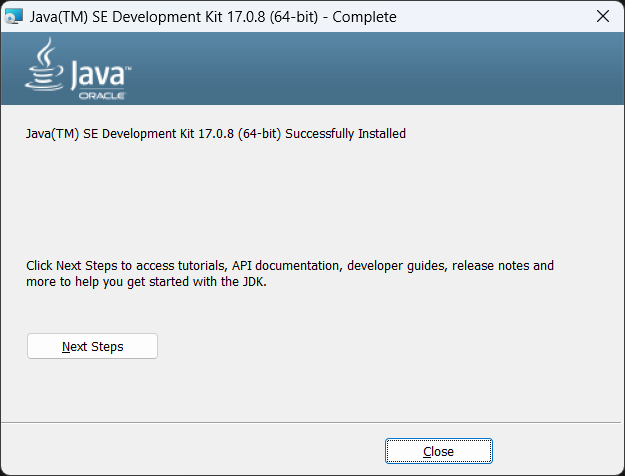 Java(TM) SE Development Kit 17.0.8 (64-bit) - Complete
Java™
ORACLE
Java(TM) SE Development Kit 17.0.8 (64-bit) Successfully Installed
Click Next Steps to access tutorials, API documentation, developer guides, release notes and
more to help you get started with the JDK.
Next Steps
Close